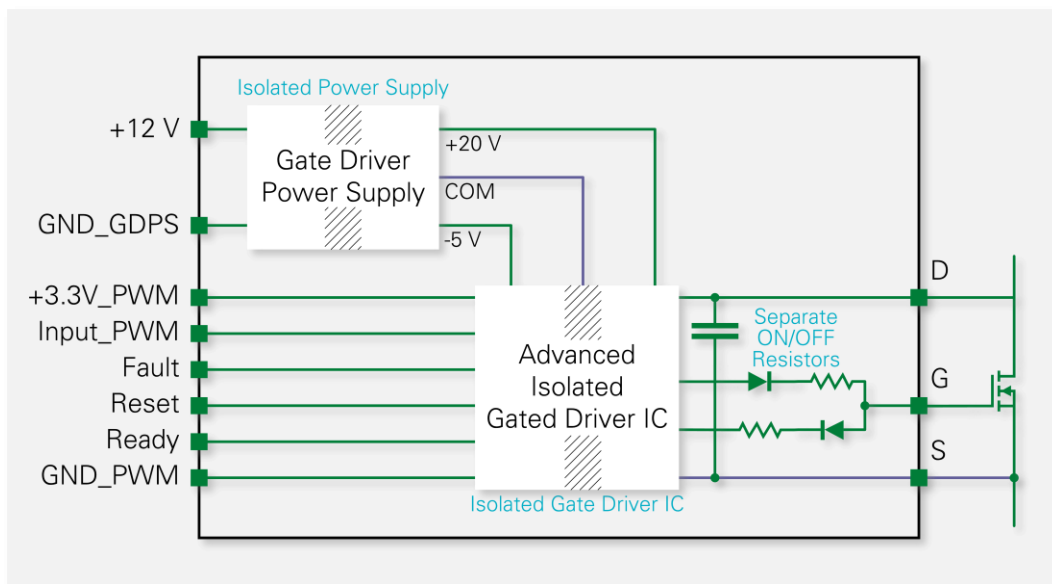 Isolated Power Supply
+12 V
+20 V
Gate Driver
Power Supply
COM
GND_GDPS
-5 V
+3.3V_PWM
D
Input_PWM
Separate
ON/OFF
Resistors
Fault
Advanced
Isolated
Gated Driver IC
G
Reset
Ready
S
GND_PWM
Isolated Gate Driver IC